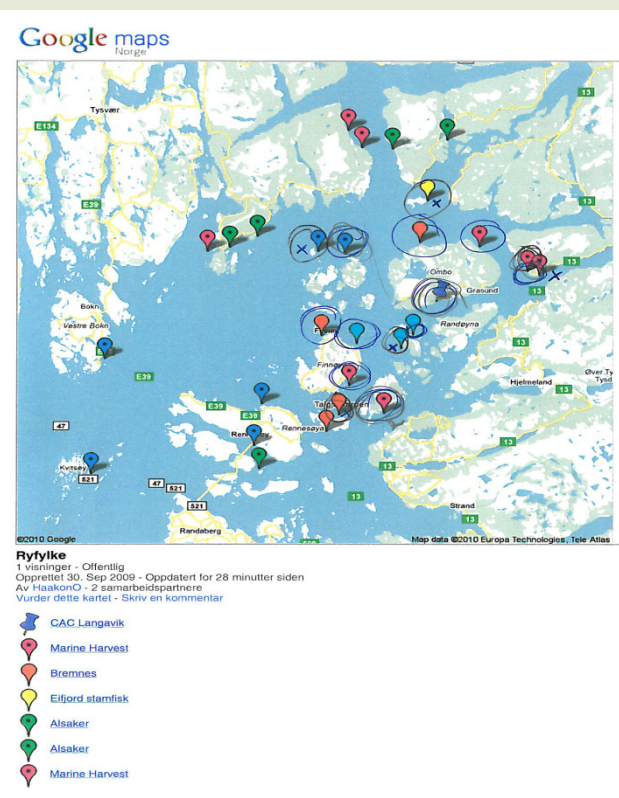 Google maps
Norge
Tysvær
13
E134
E39
13
Ombo
Grasund
13
Bokn
Vestre Bokn
Randøyna
13
E39
Finnøy
Hjelmeland
13
E39
E39
47
Rennesøya
Kvitsøy
521
47
521
13
13
521
Strand
Randaberg
13
©2010 Google
Map data ©2010 Europa Technologies, Tele Atlas
Ryfylke
1 visninger - Offentlig
Opprettet 30. Sep 2009 - Oppdatert for 28 minutter siden
Av HaakonO - 2 samarbeidspartnere
Vurder dette kartet - Skriv en kommentar
CAC Langavik
Marine Harvest
Bremnes
Eifjord stamfisk
Alsaker
Alsaker
Marine Harvest